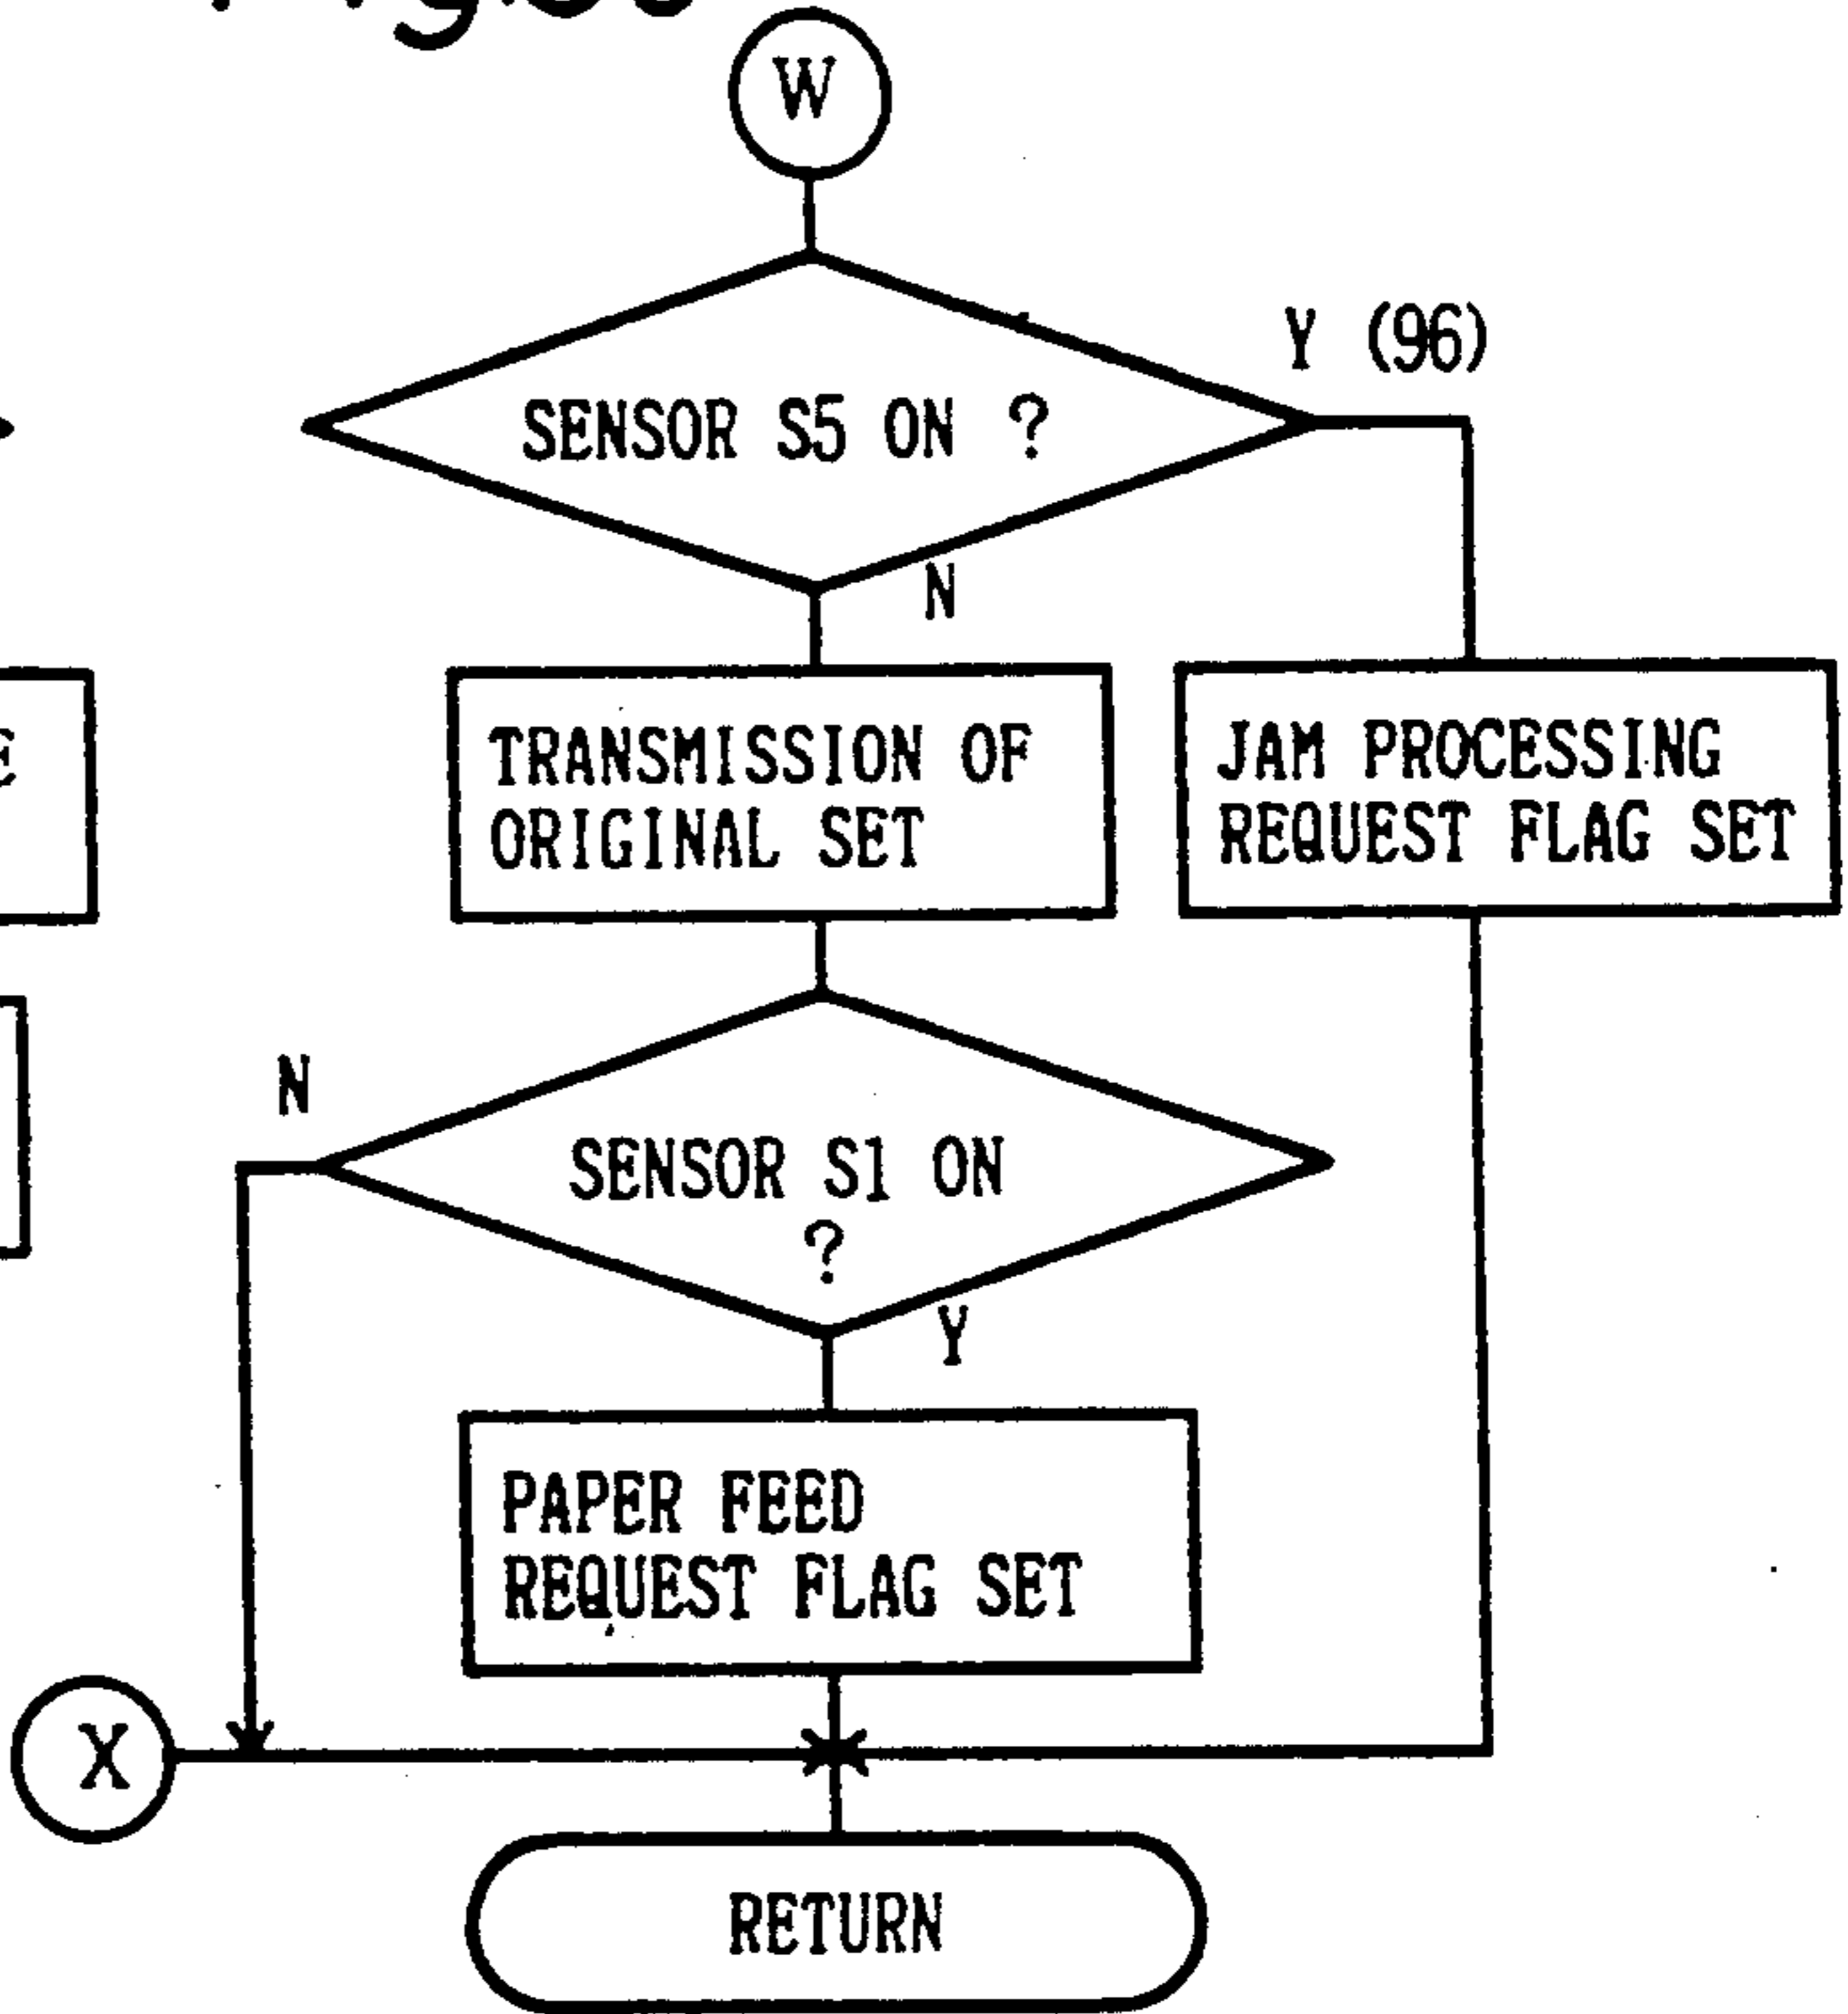 W
SENSOR S5 ON ?
Y (96)
N
TRANSMISSION OF
ORIGINAL SET
JAM PROCESSING
REQUEST FLAG SET
N
SENSOR S1 ON
?
Y
PAPER FEED
REQUEST FLAG SET
X
RETURN